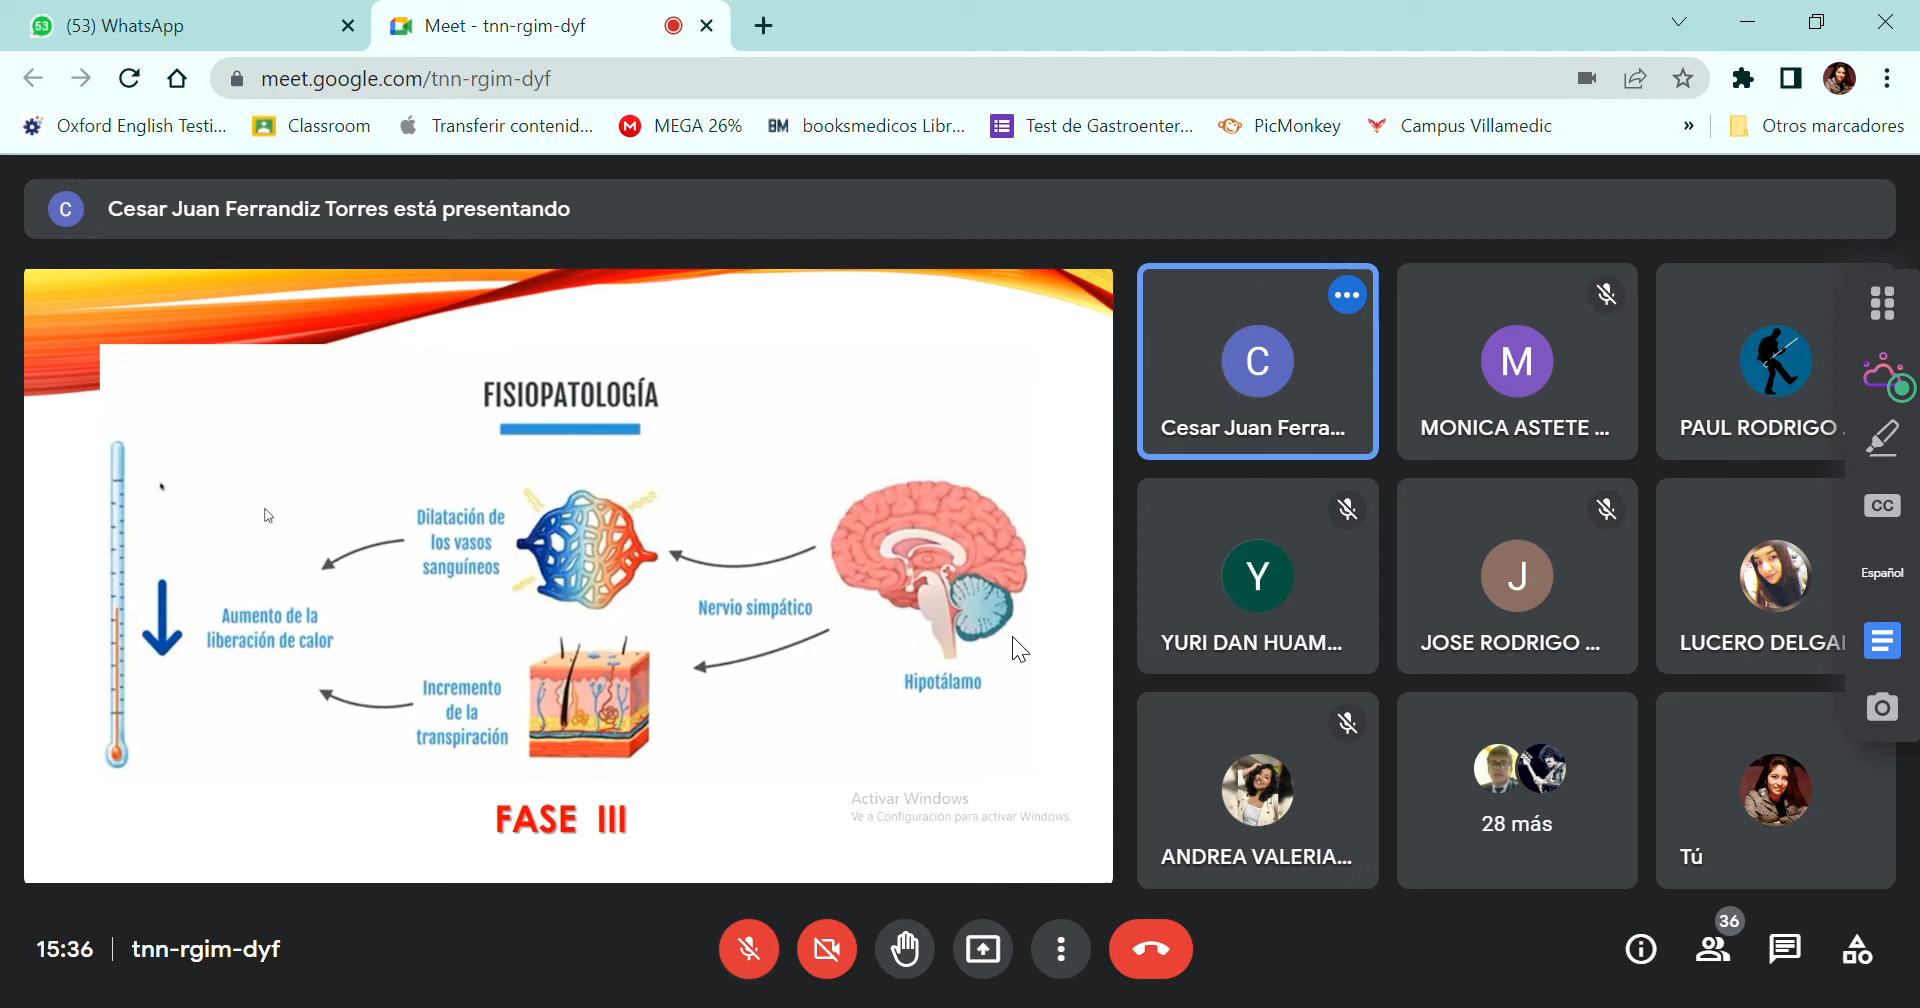 53
(53) WhatsApp
Meet - tnn-rgim-dyf
meet.google.com/tnn-rgim-dyf
Oxford English Testi...
Classroom
Transferir contenid...
MEGA 26%
BM booksmedicos Libr...
Test de Gastroenter...
PicMonkey
Campus Villamedic
»
Otros marcadores
C Cesar Juan Ferrandiz Torres está presentando
FISIOPATOLOGÍA
Dilatación de
los vasos
sanguíneos
Nervio simpático
Aumento de la
liberación de calor
Hipotálamo
Incremento
de la
transpiración
FASE III
Activar Windows
Ve a Configuración para activar Windows.
C
Cesar Juan Ferra...
M
MONICA ASTETE ...
PAUL RODRIGO
Y
YURI DAN HUAM...
J
JOSE RODRIGO ...
LUCERO DELGA
ANDREA VALERIA...
28 más
Tú
CC
Español
15:36 | tnn-rgim-dyf
36